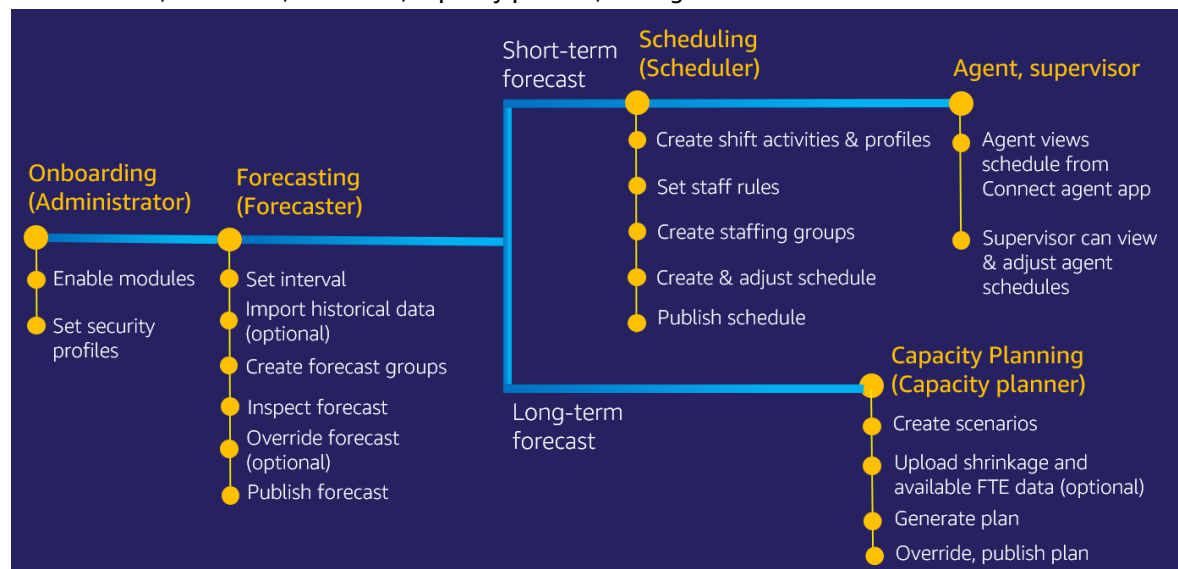 Short-term
forecast
Scheduling
(Scheduler)
Agent, supervisor
Create shift activities & profiles
Set staff rules
Create staffing groups
Create & adjust schedule
Publish schedule
Agent views
schedule from
Connect agent app
Supervisor can view
& adjust agent
schedules
Onboarding
(Administrator)
Enable modules
Set security
profiles
Forecasting
(Forecaster)
Set interval
Import historical data
(optional)
Create forecast groups
Inspect forecast
Override forecast
(optional)
Publish forecast
Long-term
forecast
Capacity Planning
(Capacity planner)
Create scenarios
Upload shrinkage and
available FTE data (optional)
Generate plan
Override, publish plan